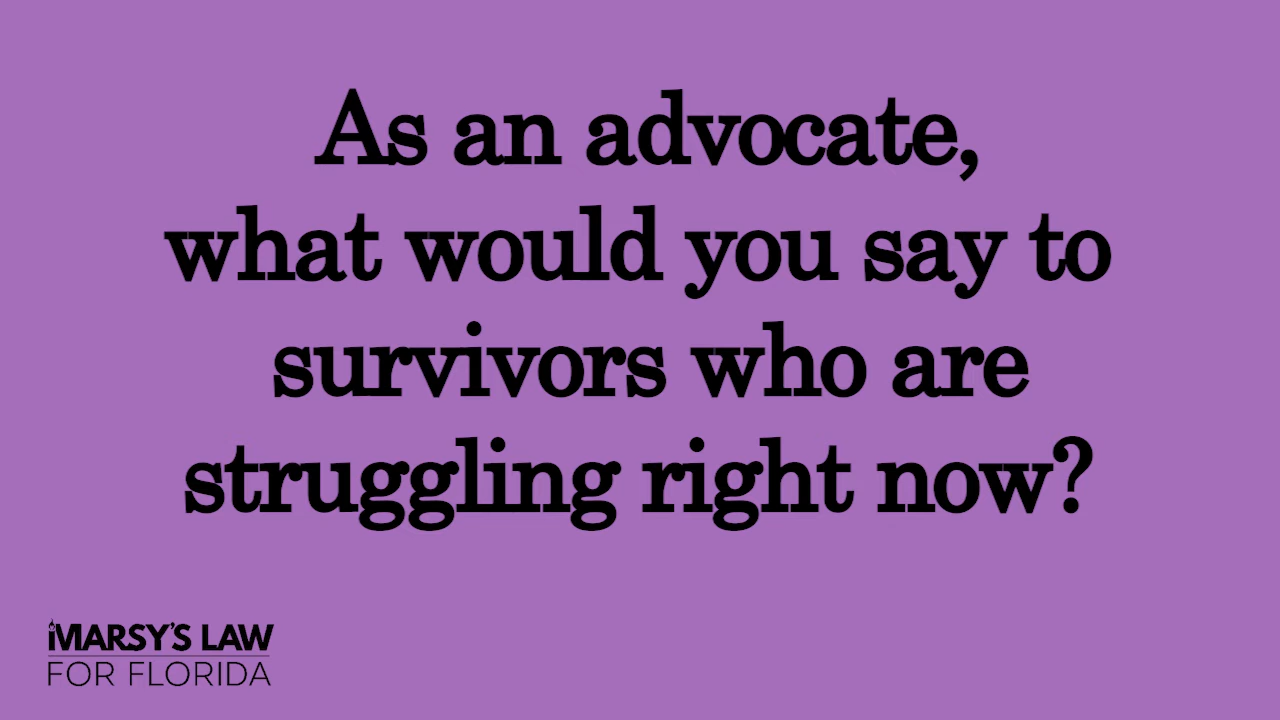 As an advocate,
what would you say to
survivors who are
struggling right now?
MARSY'S LAW
FOR FLORIDA